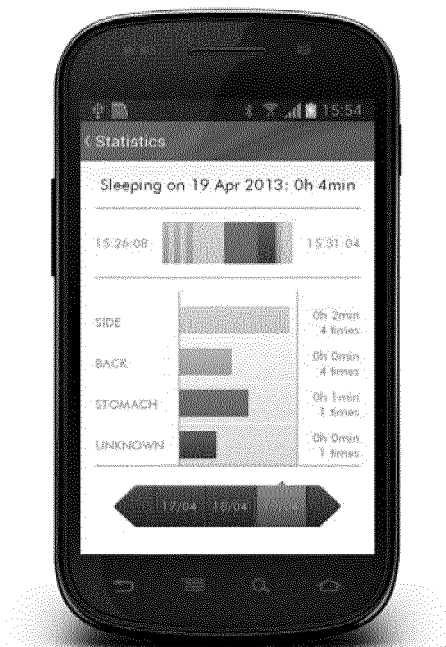 15:54
< Statistics
Sleeping on 19 Apr 2013: 0h 4min
15:26:08 15:31:04
SIDE 0h 2min
4 times
BACK 0h 0min
4 times
STOMACH 0h 1min
1 times
UNKNOWN 0h 0min
1 times
17/04 18/04